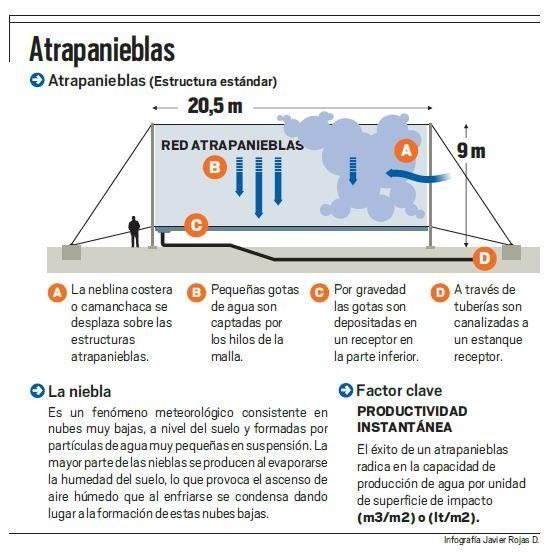 Atrapanieblas
Atrapanieblas (Estructura estándar)
20,5 m
RED ATRAPANIEBLAS
A
B
9 m
C
D
A La neblina costera
o camanchaca se
desplaza sobre las
estructuras
atrapanieblas.
B Pequeñas gotas
de agua son
captadas por
los hilos de la
malla.
C Por gravedad
las gotas son
depositadas en
un receptor en
la parte inferior.
D A través de
tuberías son
canalizadas a
un estanque
receptor.
La niebla
Es un fenómeno meteorológico consistente en
nubes muy bajas, a nivel del suelo y formadas por
partículas de agua muy pequeñas en suspensión. La
mayor parte de las nieblas se producen al evaporarse
la humedad del suelo, lo que provoca el ascenso de
aire húmedo que al enfriarse se condensa dando
lugar a la formación de estas nubes bajas.
Factor clave
PRODUCTIVIDAD
INSTANTÁNEA
El éxito de un atrapanieblas
radica en la capacidad de
producción de agua por unidad
de superficie de impacto
(m3/m2) o (lt/m2).
Infografía Javier Rojas D.